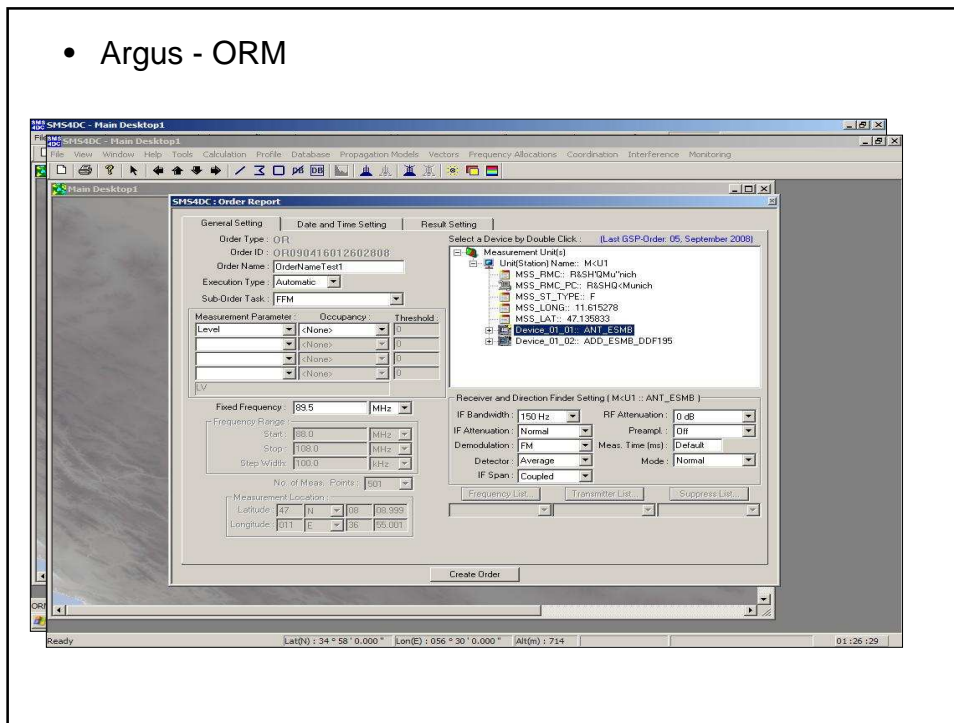 • Argus - ORM
SMS4DC - Main Desktop1
SMS4DC - Main Desktop1
File View Window Help Tools Calculation Profile Database Propagation Models Vectors Frequency Allocations Coordination Interference Monitoring
Main Desktop1
SMS4DC : Order Report
General Setting Date and Time Setting Result Setting
Order Type : OR
Order ID : OR090416012602808
Order Name : OrderNameTest1
Execution Type : Automatic
Sub-Order Task : FFM
Measurement Parameter : Occupancy : Threshold :
Level <None> 0
<None> 0
<None> 0
<None> 0
LV
Fixed Frequency : 89.5 MHz
Frequency Range :
Start : 88.0 MHz
Stop : 108.0 MHz
Step Width: 100.0 kHz
No. of Meas. Points : 501
Measurement Location :
Latitude : 47 N 08 08.999
Longitude : 011 E 36 55.001
Select a Device by Double Click : (Last GSP-Order: 05, September 2008)
Measurement Unit(s)
Unit(Station) Name:: M<U1
MSS_RMC:: R&SH'QMu"nich
MSS_RMC_PC:: R&SHQ<Munich
MSS_ST_TYPE:: F
MSS_LONG:: 11.615278
MSS_LAT:: 47.135833
Device_01_01:: ANT_ESMB
Device_01_02:: ADD_ESMB_DDF195
Receiver and Direction Finder Setting ( M<U1 :: ANT_ESMB )
IF Bandwidth : 150 Hz RF Attenuation : 0 dB
IF Attenuation : Normal Preampl. : Off
Demodulation : FM Meas. Time (ms) : Default
Detector : Average Mode : Normal
IF Span : Coupled
Frequency List... Transmitter List... Suppress List...
Create Order
Ready Lat(N) : 34 ° 58 ' 0.000 " Lon(E) : 056 ° 30 ' 0.000 " Alt(m) : 714 01:26:29